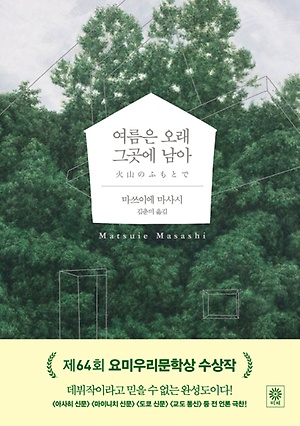 여름은 오래
그곳에 남아
火山のふもとで
마쓰이에 마사시
김춘미 옮김
Matsuie Masashi
제64회 요미우리문학상 수상작
데뷔작이라고 믿을 수 없는 완성도이다!
〈아사히 신문〉 〈마이니치 신문〉 〈도쿄 신문〉 〈교도 통신〉 등 전 언론 극찬!
비채